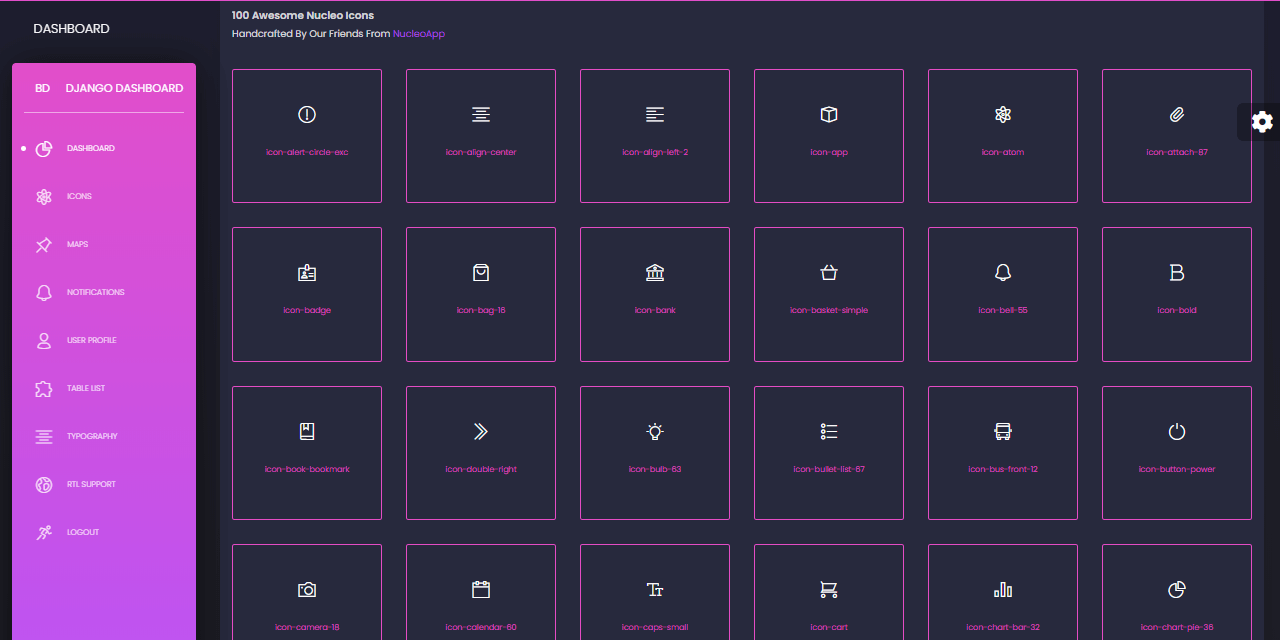 DASHBOARD
BD DJANGO DASHBOARD
DASHBOARD
ICONS
MAPS
NOTIFICATIONS
USER PROFILE
TABLE LIST
TYPOGRAPHY
RTL SUPPORT
LOGOUT
100 Awesome Nucleo Icons
Handcrafted By Our Friends From NucleoApp
icon-alert-circle-exc
icon-align-center
icon-align-left-2
icon-app
icon-atom
icon-attach-87
icon-badge
icon-bag-16
icon-bank
icon-basket-simple
icon-bell-55
icon-bold
icon-book-bookmark
icon-double-right
icon-bulb-63
icon-bullet-list-67
icon-bus-front-12
icon-button-power
icon-camera-18
icon-calendar-60
icon-caps-small
icon-cart
icon-chart-bar-32
icon-chart-pie-36